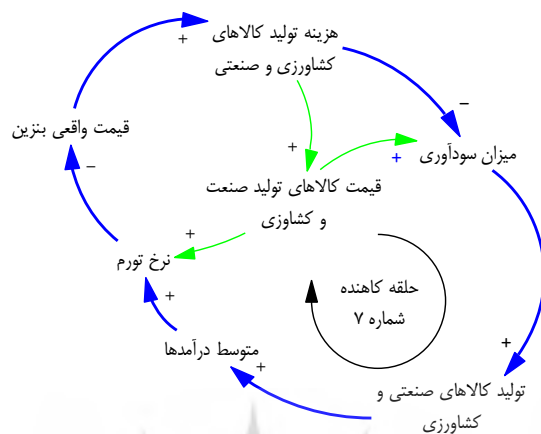 هزینه تولید کالاهای
کشاورزی و صنعتی
+
−
+
قیمت واقعی بنزین
میزان سودآوری
+
−
قیمت کالاهای تولید صنعت
و کشاوزی
+
نرخ تورم
+
حلقه کاهنده
شماره ۷
متوسط درآمدها
+
+
تولید کالاهای صنعتی و
کشاورزی